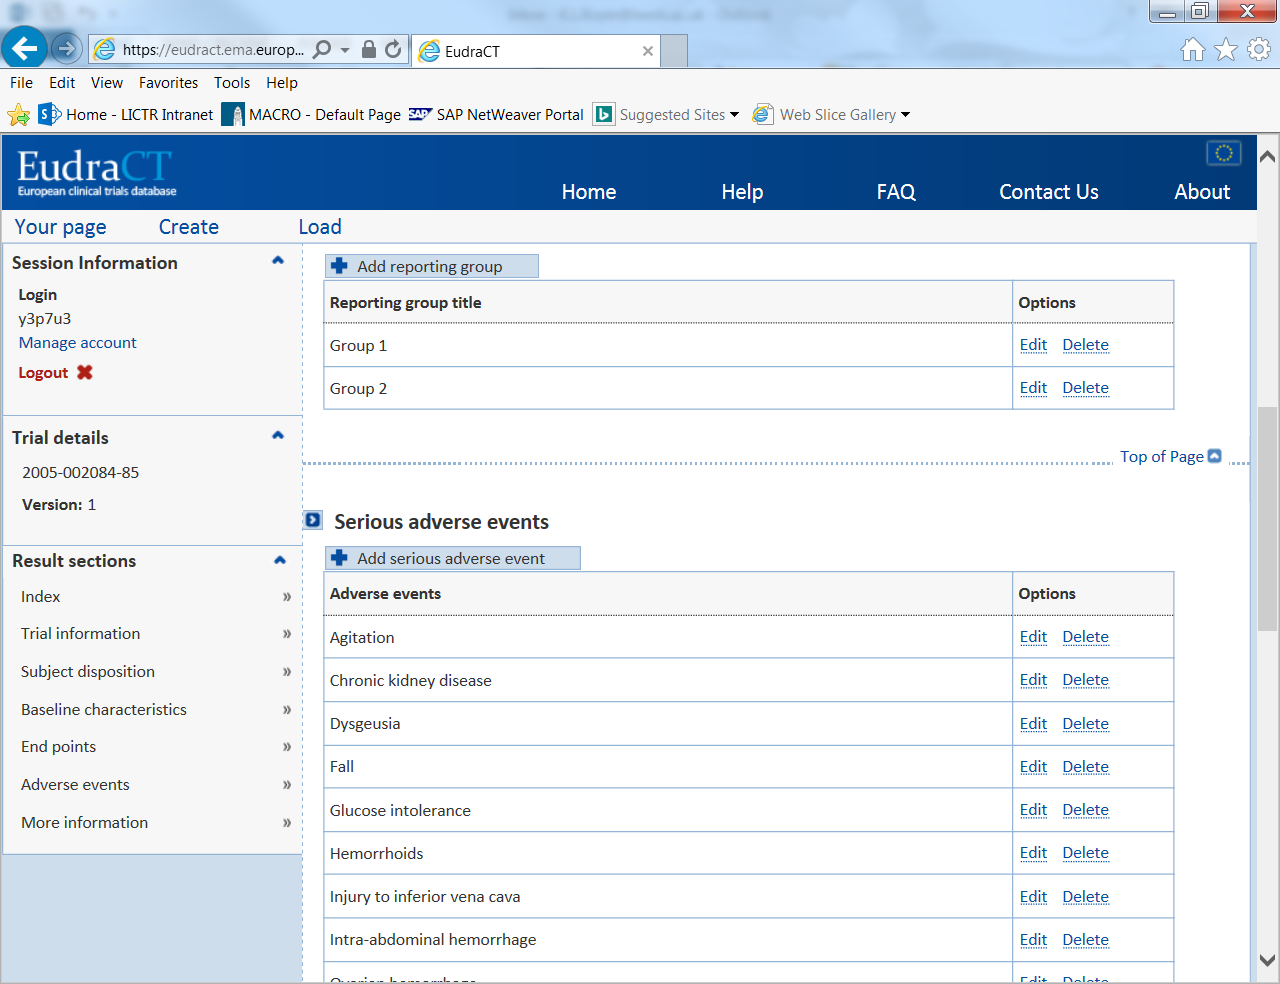 https://eudract.ema.europ...
EudraCT
File Edit View Favorites Tools Help
Home - LICTR Intranet MACRO - Default Page SAP NetWeaver Portal Suggested Sites Web Slice Gallery
EudraCT
European clinical trials database
Home Help FAQ Contact Us About
Your page Create Load
Session Information
Login
y3p7u3
Manage account
Logout
Trial details
2005-002084-85
Version: 1
Result sections
Index »
Trial information »
Subject disposition »
Baseline characteristics »
End points »
Adverse events »
More information »
Add reporting group
Reporting group title Options
Group 1 Edit Delete
Group 2 Edit Delete
Top of Page
Serious adverse events
Add serious adverse event
Adverse events Options
Agitation Edit Delete
Chronic kidney disease Edit Delete
Dysgeusia Edit Delete
Fall Edit Delete
Glucose intolerance Edit Delete
Hemorrhoids Edit Delete
Injury to inferior vena cava Edit Delete
Intra-abdominal hemorrhage Edit Delete
Ovarian hemorrhage Edit Delete